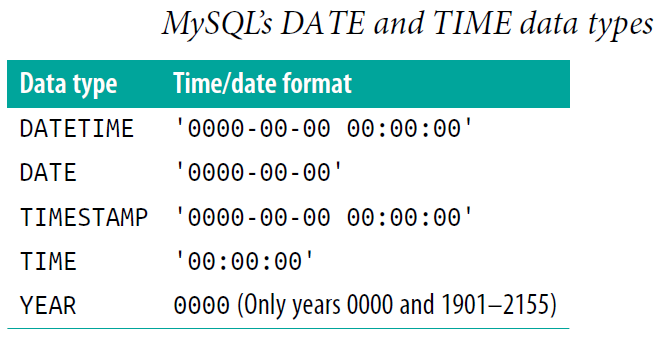 MySQL's DATE and TIME data types
Data type Time/date format
DATETIME '0000-00-00 00:00:00'
DATE '0000-00-00'
TIMESTAMP '0000-00-00 00:00:00'
TIME '00:00:00'
YEAR 0000 (Only years 0000 and 1901–2155)